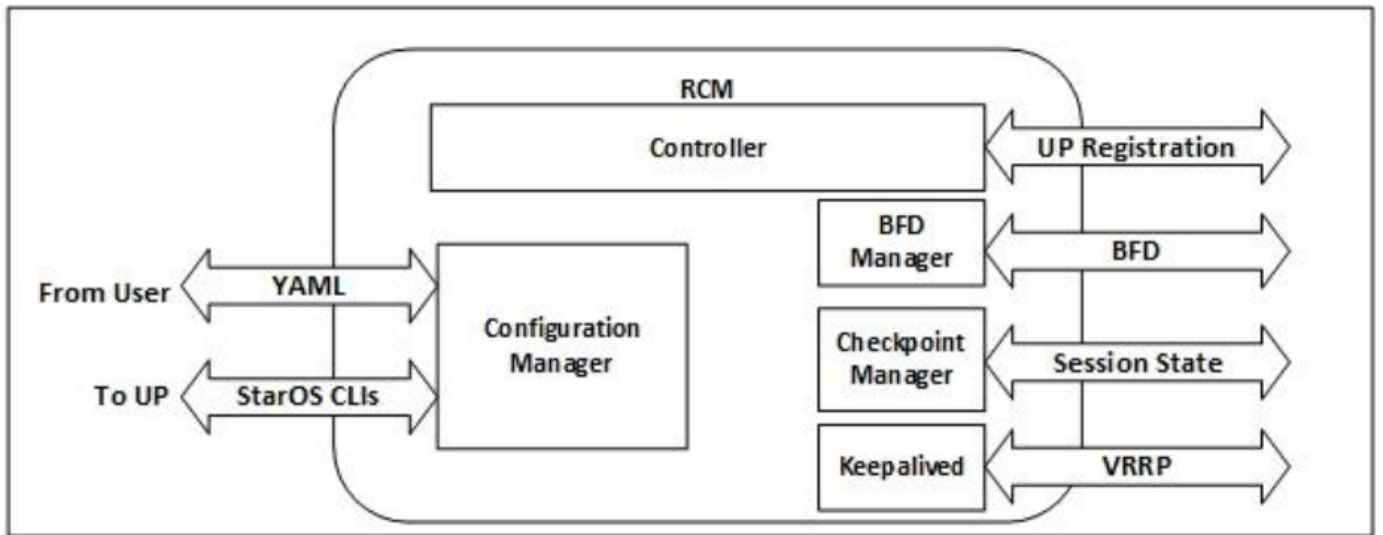 RCM
Controller
UP Registration
BFD
Manager
BFD
From User
YAML
Configuration
Manager
Checkpoint
Manager
Session State
To UP
StarOS CLIs
Keepalived
VRRP